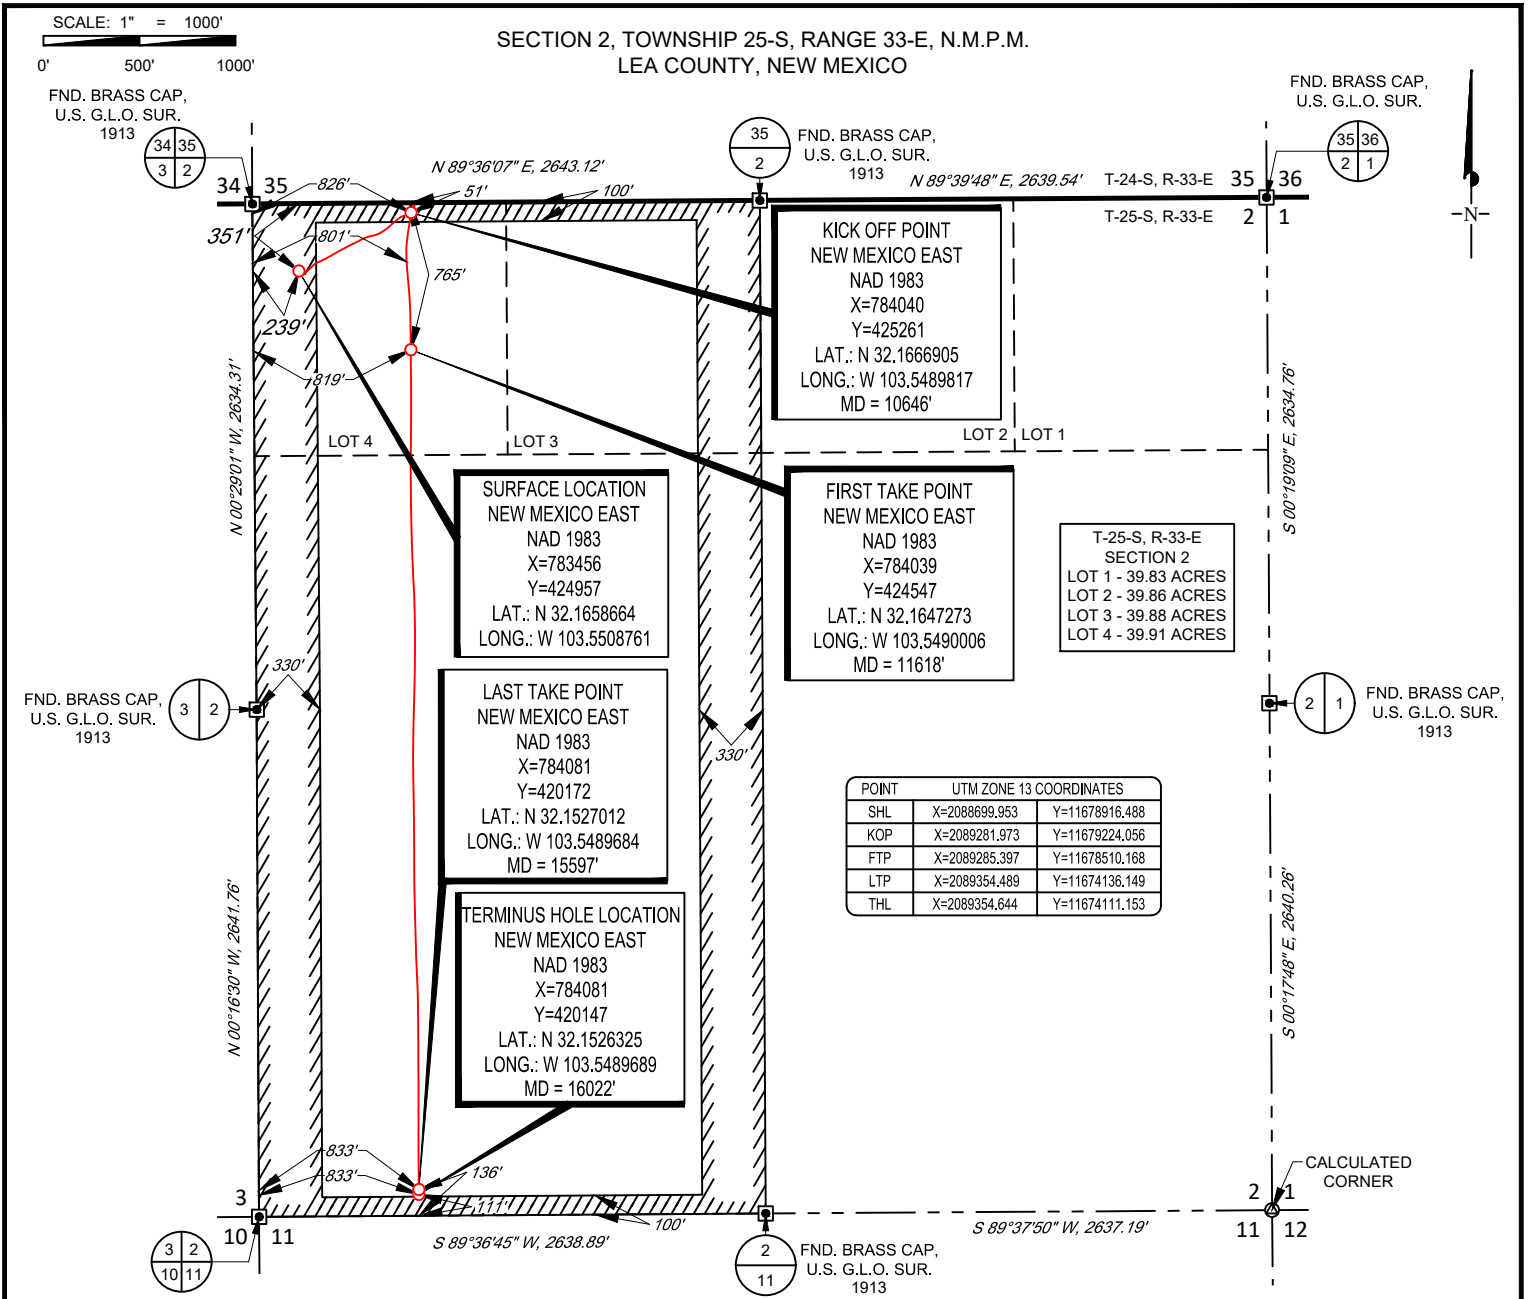 SCALE: 1" = 1000'
0' 500' 1000'
SECTION 2, TOWNSHIP 25-S, RANGE 33-E, N.M.P.M.
LEA COUNTY, NEW MEXICO
FND. BRASS CAP,
U.S. G.L.O. SUR.
1913
34 35
3 2
35
2
FND. BRASS CAP,
U.S. G.L.O. SUR.
1913
FND. BRASS CAP,
U.S. G.L.O. SUR.
35 36
2 1
N
N 89°36'07" E, 2643.12'
N 89°39'48" E, 2639.54'
T-24-S, R-33-E
T-25-S, R-33-E
34 35
35 36
2 1
826'
51'
100'
351'
801'
765'
239'
819'
N 00°29'01" W, 2634.31'
S 00°19'09" E, 2634.76'
LOT 4
LOT 3
LOT 2
LOT 1
KICK OFF POINT
NEW MEXICO EAST
NAD 1983
X=784040
Y=425261
LAT.: N 32.1666905
LONG.: W 103.5489817
MD = 10646'
SURFACE LOCATION
NEW MEXICO EAST
NAD 1983
X=783456
Y=424957
LAT.: N 32.1658664
LONG.: W 103.5508761
FIRST TAKE POINT
NEW MEXICO EAST
NAD 1983
X=784039
Y=424547
LAT.: N 32.1647273
LONG.: W 103.5490006
MD = 11618'
T-25-S, R-33-E
SECTION 2
LOT 1 - 39.83 ACRES
LOT 2 - 39.86 ACRES
LOT 3 - 39.88 ACRES
LOT 4 - 39.91 ACRES
FND. BRASS CAP,
U.S. G.L.O. SUR.
1913
3 2
330'
330'
2 1
FND. BRASS CAP,
U.S. G.L.O. SUR.
1913
LAST TAKE POINT
NEW MEXICO EAST
NAD 1983
X=784081
Y=420172
LAT.: N 32.1527012
LONG.: W 103.5489684
MD = 15597'
POINT UTM ZONE 13 COORDINATES
SHL X=2088699.953 Y=11678916.488
KOP X=2089281.973 Y=11679224.056
FTP X=2089285.397 Y=11678510.168
LTP X=2089354.489 Y=11674136.149
THL X=2089354.644 Y=11674111.153
TERMINUS HOLE LOCATION
NEW MEXICO EAST
NAD 1983
X=784081
Y=420147
LAT.: N 32.1526325
LONG.: W 103.5489689
MD = 16022'
N 00°16'30" W, 2641.76'
S 00°17'48" E, 2640.26'
833'
833'
136'
111'
100'
CALCULATED
CORNER
3
10 11
2 1
11 12
S 89°36'45" W, 2638.89'
S 89°37'50" W, 2637.19'
3 2
10 11
2
11
FND. BRASS CAP,
U.S. G.L.O. SUR.
1913